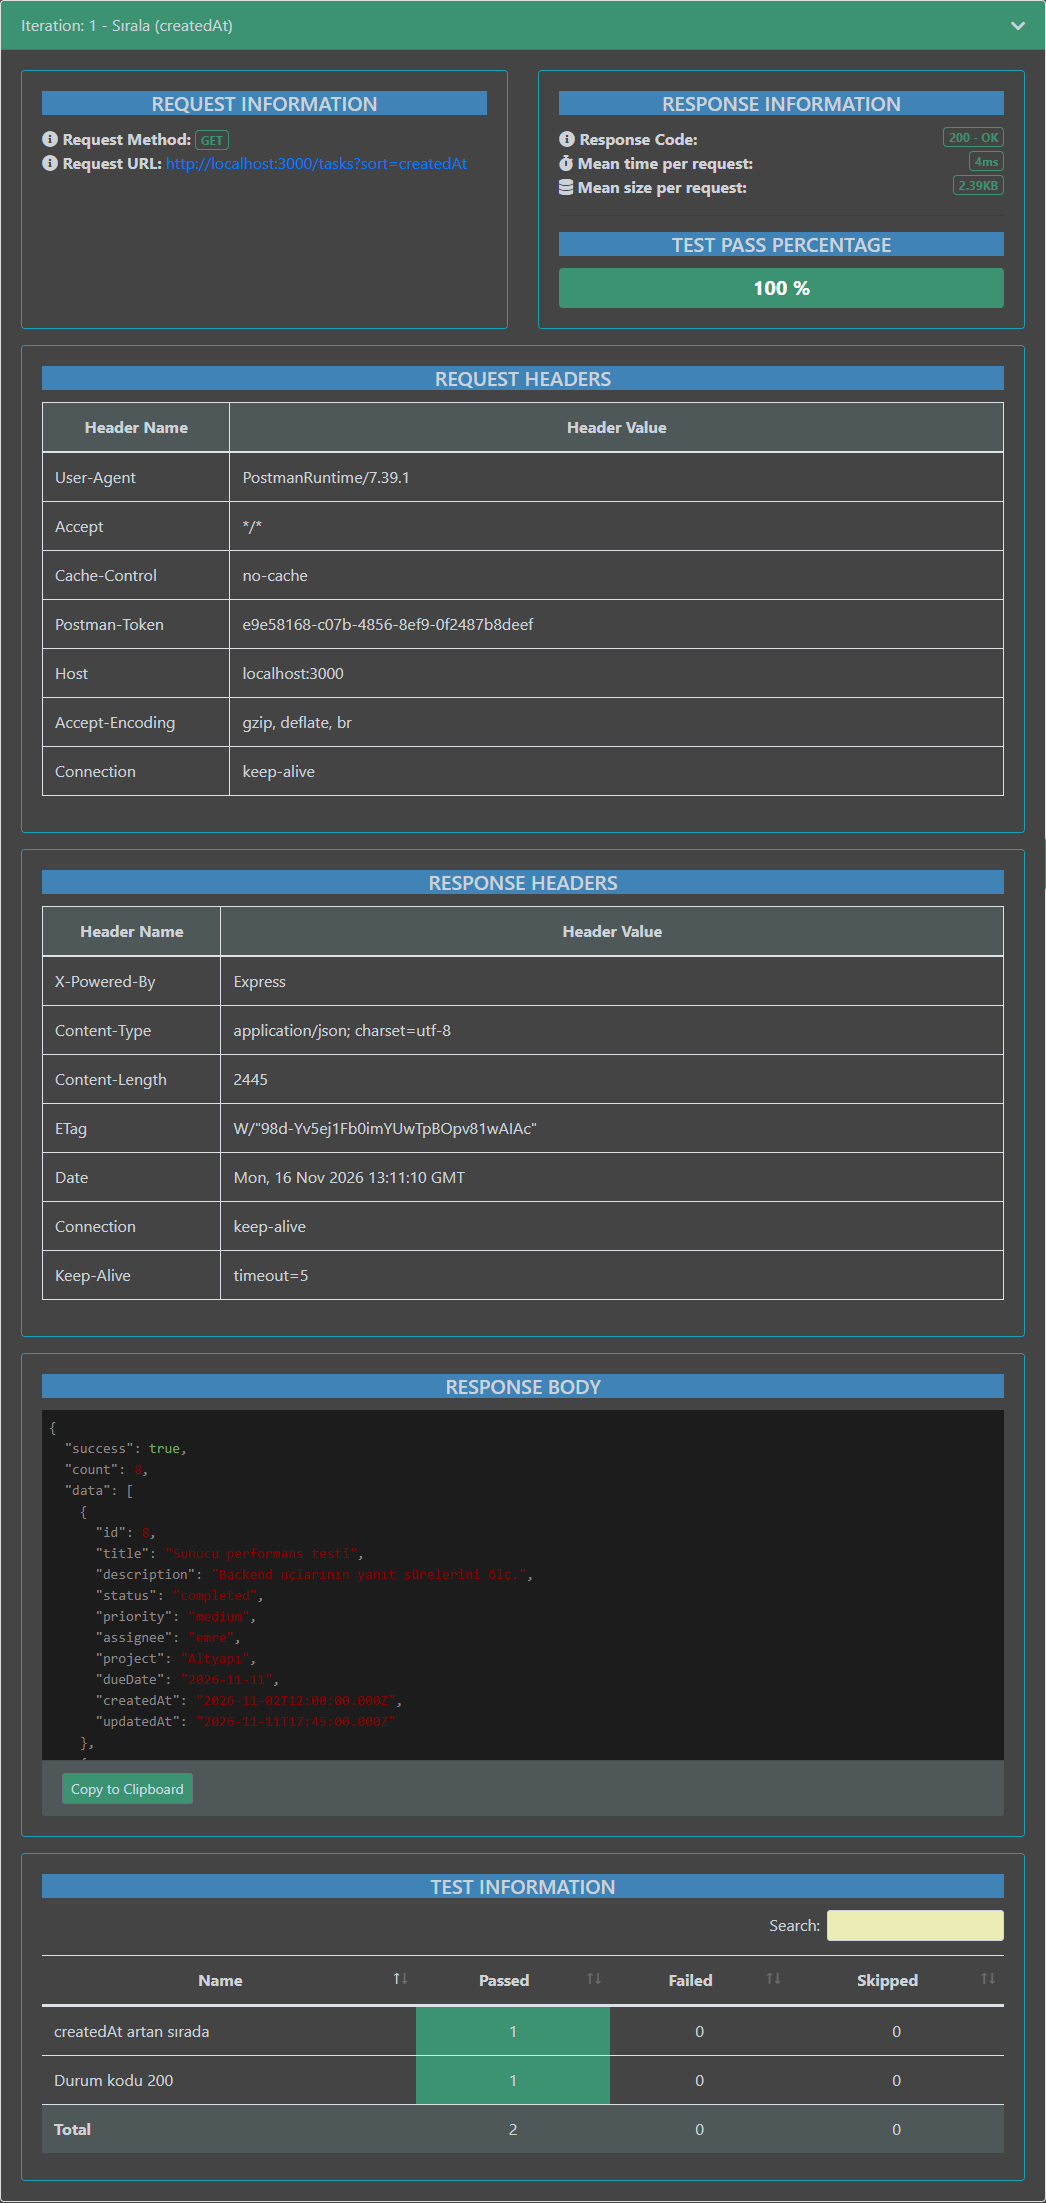 Iteration: 1 - Sırala (createdAt)
REQUEST INFORMATION
Request Method: GET
Request URL: http://localhost:3000/tasks?sort=createdAt
RESPONSE INFORMATION
Response Code: 200 - OK
Mean time per request: 4ms
Mean size per request: 2.39KB
TEST PASS PERCENTAGE
100 %
REQUEST HEADERS
Header Name Header Value
User-Agent PostmanRuntime/7.39.1
Accept */*
Cache-Control no-cache
Postman-Token e9e58168-c07b-4856-8ef9-0f2487b8deef
Host localhost:3000
Accept-Encoding gzip, deflate, br
Connection keep-alive
RESPONSE HEADERS
Header Name Header Value
X-Powered-By Express
Content-Type application/json; charset=utf-8
Content-Length 2445
ETag W/"98d-Yv5ej1Fb0imYUwTpBOpv81wAIAc"
Date Mon, 16 Nov 2026 13:11:10 GMT
Connection keep-alive
Keep-Alive timeout=5
RESPONSE BODY
{
"success": true,
"count": 8,
"data": [
{
"id": 8,
"title": "Sunucu performans testi",
"description": "Backend uçlarının yanıt sürelerini ölç.",
"status": "completed",
"priority": "medium",
"assignee": "emre",
"project": "Altyapı",
"dueDate": "2026-11-11",
"createdAt": "2026-11-02T12:00:00.000Z",
"updatedAt": "2026-11-11T17:45:00.000Z"
},
Copy to Clipboard
TEST INFORMATION
Search:
Name Passed Failed Skipped
createdAt artan sırada 1 0 0
Durum kodu 200 1 0 0
Total 2 0 0